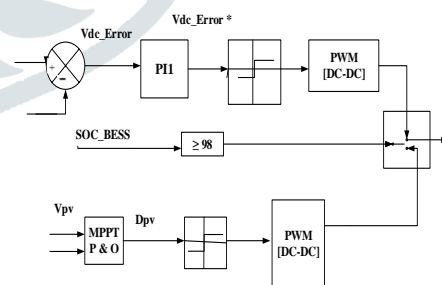 Vdc_Error *
Vdc_Error
+
−
PI1
PWM
[DC-DC]
SOC_BESS
≥ 98
Vpv
MPPT
P & O
Dpv
PWM
[DC-DC]